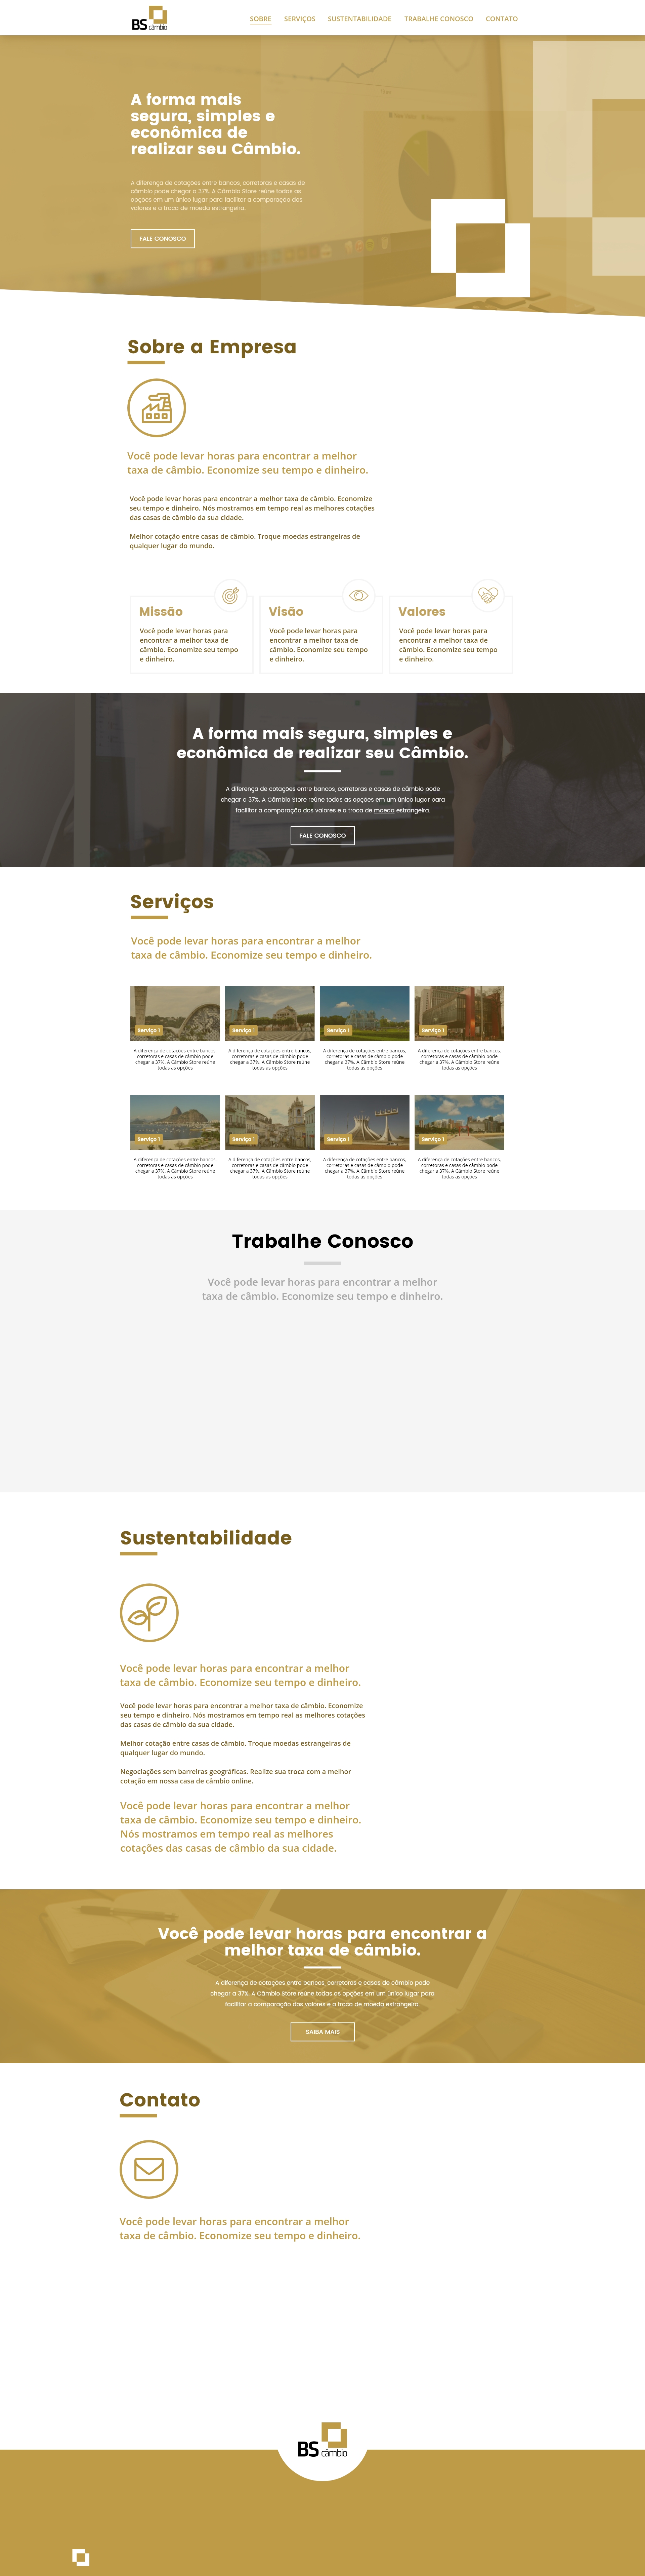 BS câmbio
SOBRE SERVIÇOS SUSTENTABILIDADE TRABALHE CONOSCO CONTATO
A forma mais
segura, simples e
econômica de
realizar seu Câmbio.
A diferença de cotações entre bancos, corretoras e casas de
câmbio pode chegar a 37%. A Câmbio Store reúne todas as
opções em um único lugar para facilitar a comparação dos
valores e a troca de moeda estrangeira.
FALE CONOSCO
Sobre a Empresa
Você pode levar horas para encontrar a melhor
taxa de câmbio. Economize seu tempo e dinheiro.
Você pode levar horas para encontrar a melhor taxa de câmbio. Economize
seu tempo e dinheiro. Nós mostramos em tempo real as melhores cotações
das casas de câmbio da sua cidade.
Melhor cotação entre casas de câmbio. Troque moedas estrangeiras de
qualquer lugar do mundo.
Missão
Você pode levar horas para
encontrar a melhor taxa de
câmbio. Economize seu tempo
e dinheiro.
Visão
Você pode levar horas para
encontrar a melhor taxa de
câmbio. Economize seu tempo
e dinheiro.
Valores
Você pode levar horas para
encontrar a melhor taxa de
câmbio. Economize seu tempo
e dinheiro.
A forma mais segura, simples e
econômica de realizar seu Câmbio.
A diferença de cotações entre bancos, corretoras e casas de câmbio pode
chegar a 37%. A Câmbio Store reúne todas as opções em um único lugar para
facilitar a comparação dos valores e a troca de moeda estrangeira.
FALE CONOSCO
Serviços
Você pode levar horas para encontrar a melhor
taxa de câmbio. Economize seu tempo e dinheiro.
Serviço 1
A diferença de cotações entre bancos,
corretoras e casas de câmbio pode
chegar a 37%. A Câmbio Store reúne
todas as opções
Serviço 1
A diferença de cotações entre bancos,
corretoras e casas de câmbio pode
chegar a 37%. A Câmbio Store reúne
todas as opções
Serviço 1
A diferença de cotações entre bancos,
corretoras e casas de câmbio pode
chegar a 37%. A Câmbio Store reúne
todas as opções
Serviço 1
A diferença de cotações entre bancos,
corretoras e casas de câmbio pode
chegar a 37%. A Câmbio Store reúne
todas as opções
Serviço 1
A diferença de cotações entre bancos,
corretoras e casas de câmbio pode
chegar a 37%. A Câmbio Store reúne
todas as opções
Serviço 1
A diferença de cotações entre bancos,
corretoras e casas de câmbio pode
chegar a 37%. A Câmbio Store reúne
todas as opções
Serviço 1
A diferença de cotações entre bancos,
corretoras e casas de câmbio pode
chegar a 37%. A Câmbio Store reúne
todas as opções
Serviço 1
A diferença de cotações entre bancos,
corretoras e casas de câmbio pode
chegar a 37%. A Câmbio Store reúne
todas as opções
Trabalhe Conosco
Você pode levar horas para encontrar a melhor
taxa de câmbio. Economize seu tempo e dinheiro.
Sustentabilidade
Você pode levar horas para encontrar a melhor
taxa de câmbio. Economize seu tempo e dinheiro.
Você pode levar horas para encontrar a melhor taxa de câmbio. Economize
seu tempo e dinheiro. Nós mostramos em tempo real as melhores cotações
das casas de câmbio da sua cidade.
Melhor cotação entre casas de câmbio. Troque moedas estrangeiras de
qualquer lugar do mundo.
Negociações sem barreiras geográficas. Realize sua troca com a melhor
cotação em nossa casa de câmbio online.
Você pode levar horas para encontrar a melhor
taxa de câmbio. Economize seu tempo e dinheiro.
Nós mostramos em tempo real as melhores
cotações das casas de câmbio da sua cidade.
Você pode levar horas para encontrar a
melhor taxa de câmbio.
A diferença de cotações entre bancos, corretoras e casas de câmbio pode
chegar a 37%. A Câmbio Store reúne todas as opções em um único lugar para
facilitar a comparação dos valores e a troca de moeda estrangeira.
SAIBA MAIS
Contato
Você pode levar horas para encontrar a melhor
taxa de câmbio. Economize seu tempo e dinheiro.
BS câmbio